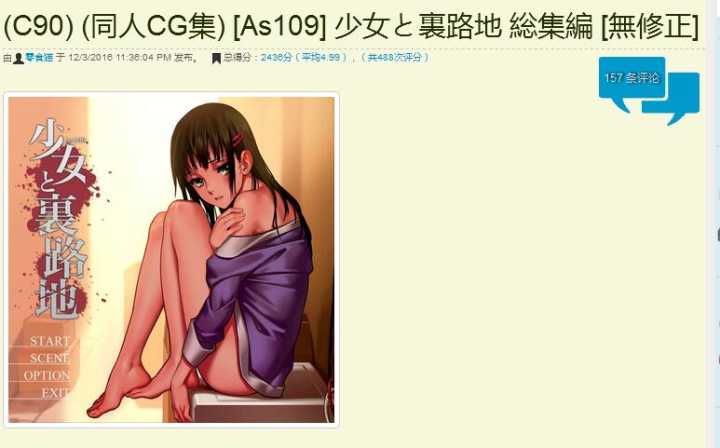 (C90) (同人CG集) [As109] 少女と裏路地 総集編 [無修正]
由 零食猫 于 12/3/2016 11:36:04 PM 发布。 总得分：2436分（平均4.99），（共488次评分）
157 条评论
少女と裏路地
START
SCENE
OPTION
EXIT